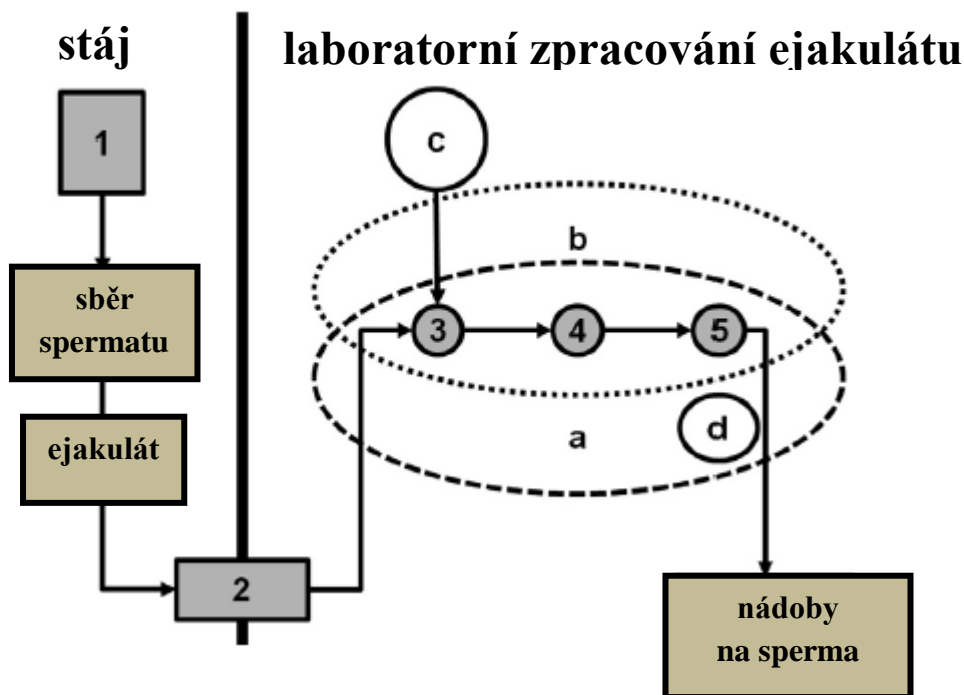 stáj
laboratorní zpracování ejakulátu
1
c
b
sběr
spermatu
3
4
5
ejakulát
a
d
2
nádoby
na sperma